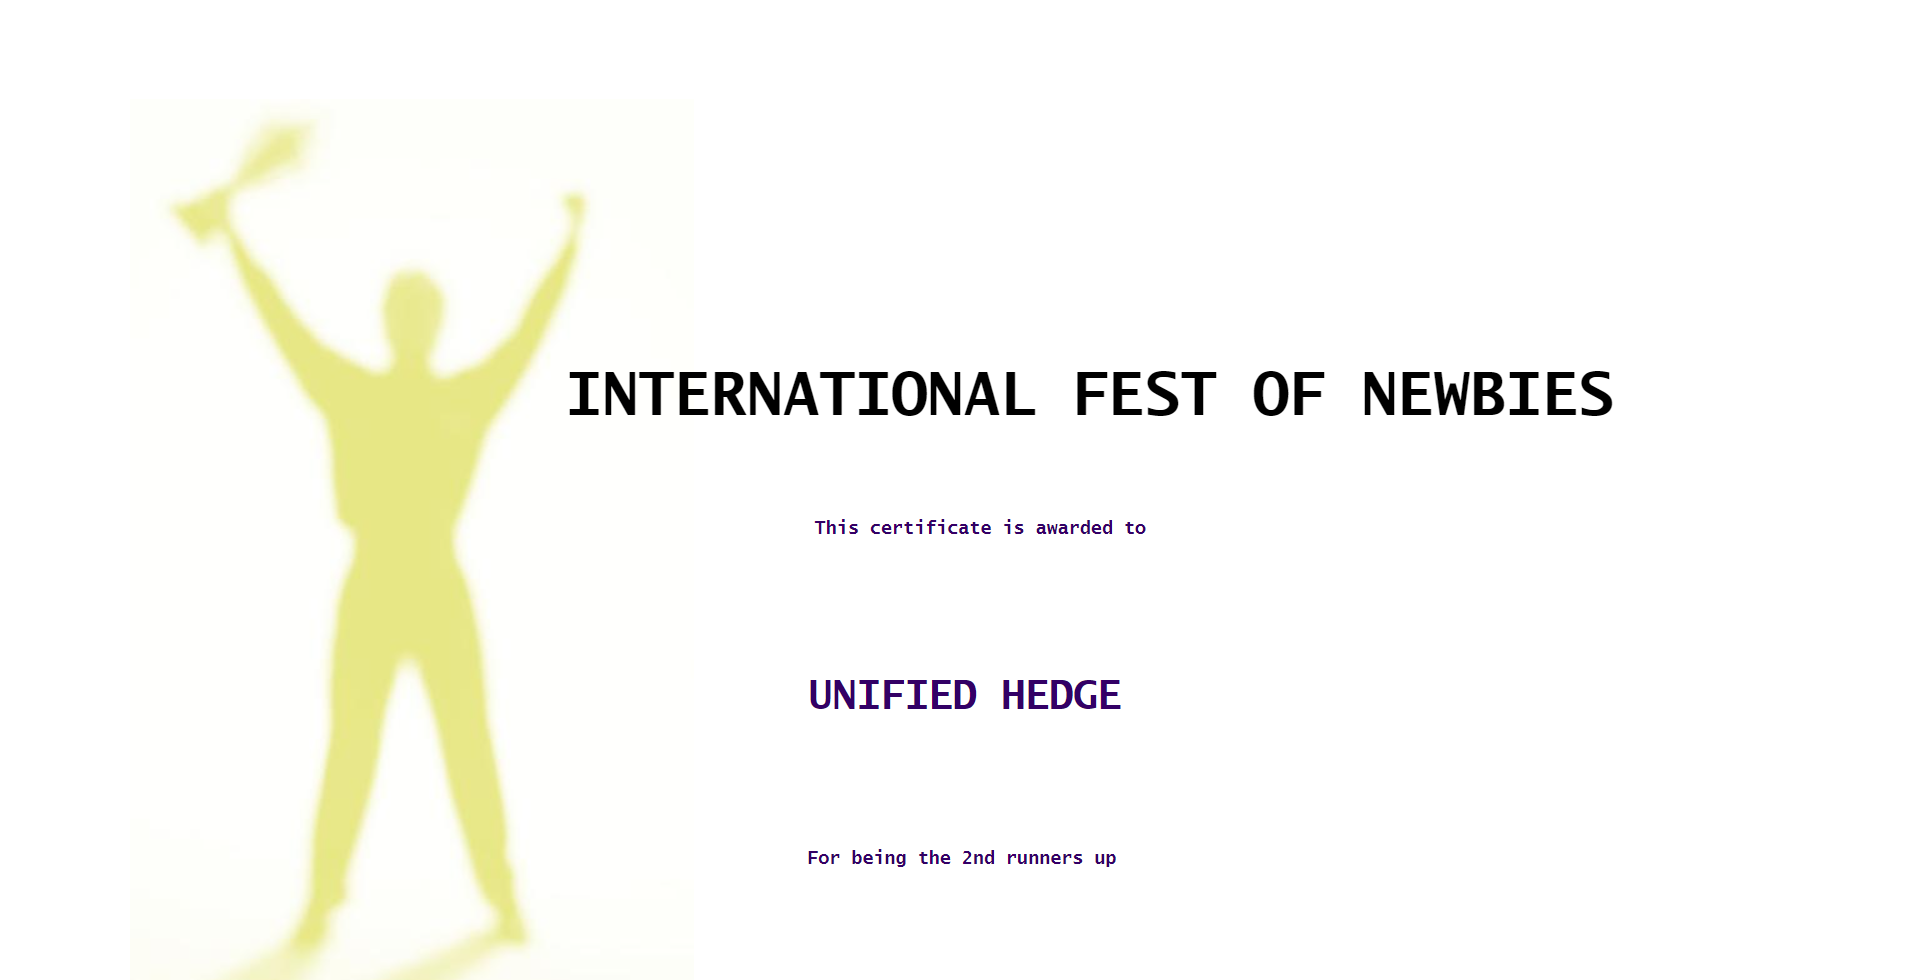 INTERNATIONAL FEST OF NEWBIES
This certificate is awarded to
UNIFIED HEDGE
For being the 2nd runners up